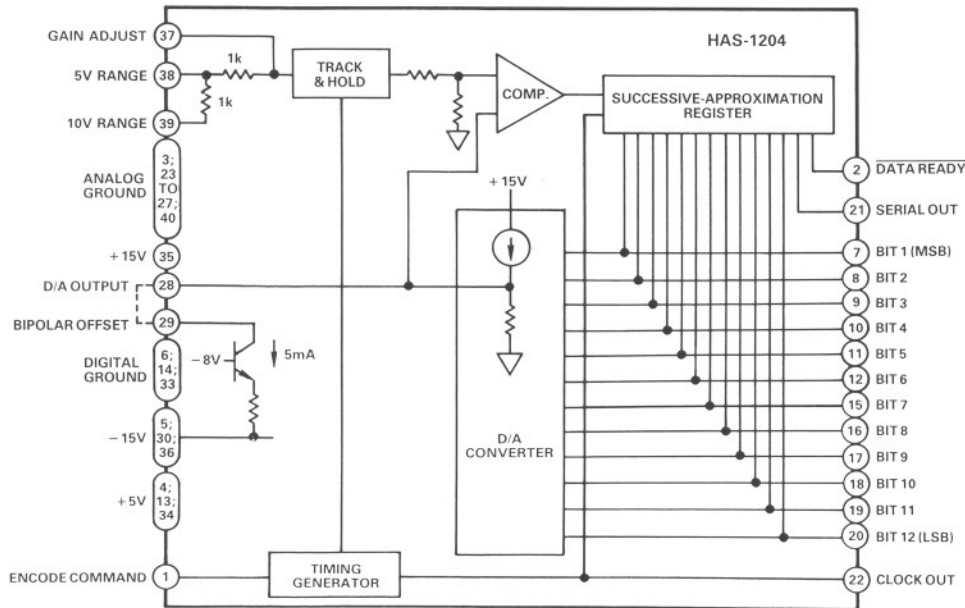 HAS-1204
GAIN ADJUST 37
5V RANGE 38
1k
1k
10V RANGE 39
TRACK
& HOLD
COMP.
SUCCESSIVE-APPROXIMATION
REGISTER
ANALOG
GROUND
3;
23
TO
27;
40
+15V 35
D/A OUTPUT 28
BIPOLAR OFFSET 29
DIGITAL
GROUND
6;
14;
33
-8V
5mA
-15V
5;
30;
36
+5V
4;
13;
34
ENCODE COMMAND 1
TIMING
GENERATOR
+15V
D/A
CONVERTER
2 DATA READY
21 SERIAL OUT
7 BIT 1 (MSB)
8 BIT 2
9 BIT 3
10 BIT 4
11 BIT 5
12 BIT 6
15 BIT 7
16 BIT 8
17 BIT 9
18 BIT 10
19 BIT 11
20 BIT 12 (LSB)
22 CLOCK OUT